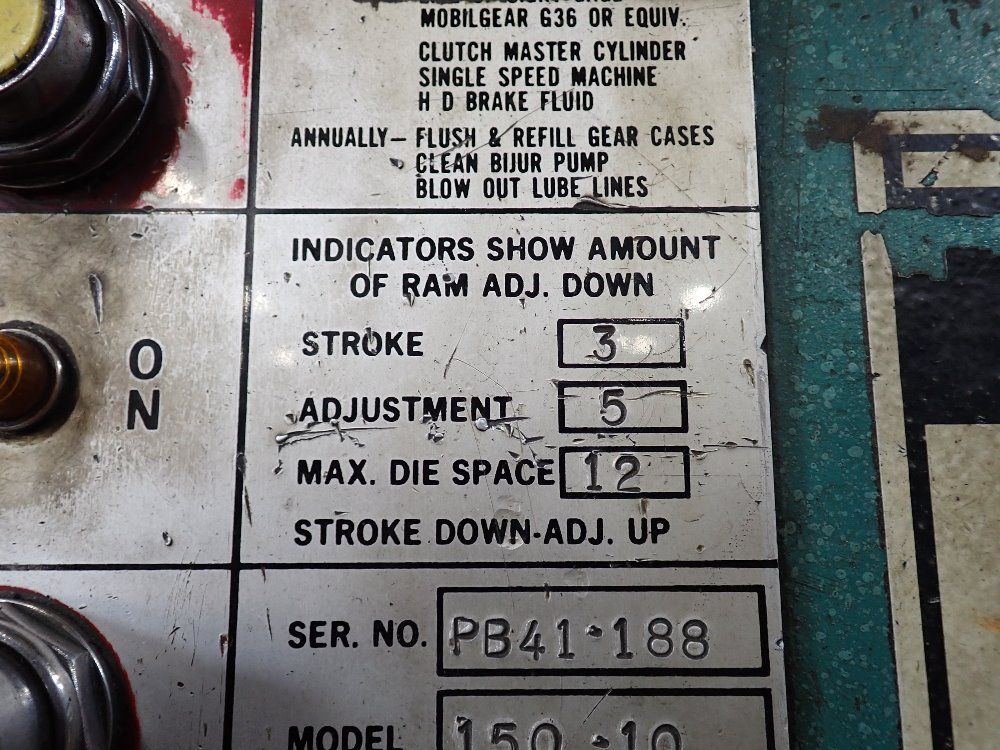 MOBILGEAR G36 OR EQUIV.
CLUTCH MASTER CYLINDER
SINGLE SPEED MACHINE
H D BRAKE FLUID
ANNUALLY— FLUSH & REFILL GEAR CASES
CLEAN BIJUR PUMP
BLOW OUT LUBE LINES
INDICATORS SHOW AMOUNT
OF RAM ADJ. DOWN
STROKE 3
ON
ADJUSTMENT 5
MAX. DIE SPACE 12
STROKE DOWN-ADJ. UP
SER. NO. PB41-188
MODEL 150-10